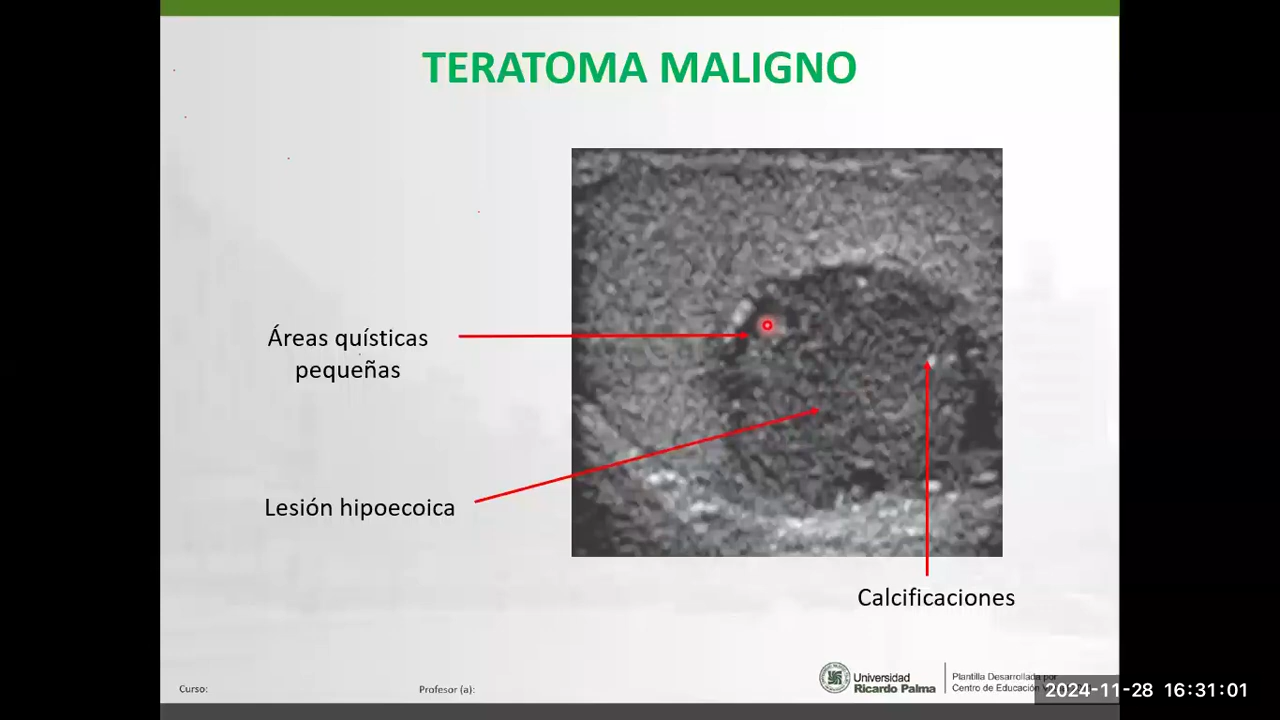 TERATOMA MALIGNO
Áreas quísticas
pequeñas
Lesión hipoecoica
Calcificaciones
Curso:
Profesor (a):
Universidad
Ricardo Palma
Plantilla Desarrollada por
Centro de Educación
2024-11-28 16:31:01